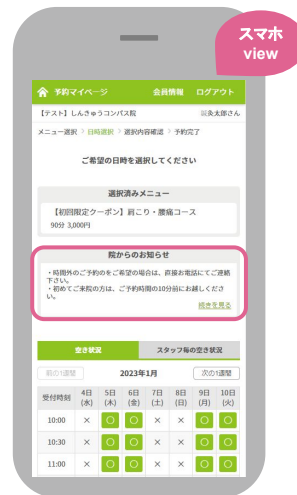 スマホ
view
予約マイページ 会員情報 ログアウト
【テスト】しんきゅうコンパス院 鍼灸太郎さん
メニュー選択 > 日時選択 > 選択内容確認 > 予約完了
ご希望の日時を選択してください
選択済みメニュー
【初回限定クーポン】肩こり・腰痛コース
90分 3,000円
院からのお知らせ
・時間外のご予約のをご希望の場合は、直接お電話にてご連絡
下さい。
・初めてご来院の方は、ご予約時間の10分前にお越しくださ
い。
続きを見る
空き状況 スタッフ毎の空き状況
前の1週間 2023年1月 次の1週間
受付時刻 4日(水) 5日(木) 6日(金) 7日(土) 8日(日) 9日(月) 10日(火)
10:00 × ○ ○ × × ○ ○
10:30 × ○ ○ × × ○ ○
11:00 × ○ ○ × × ○ ○